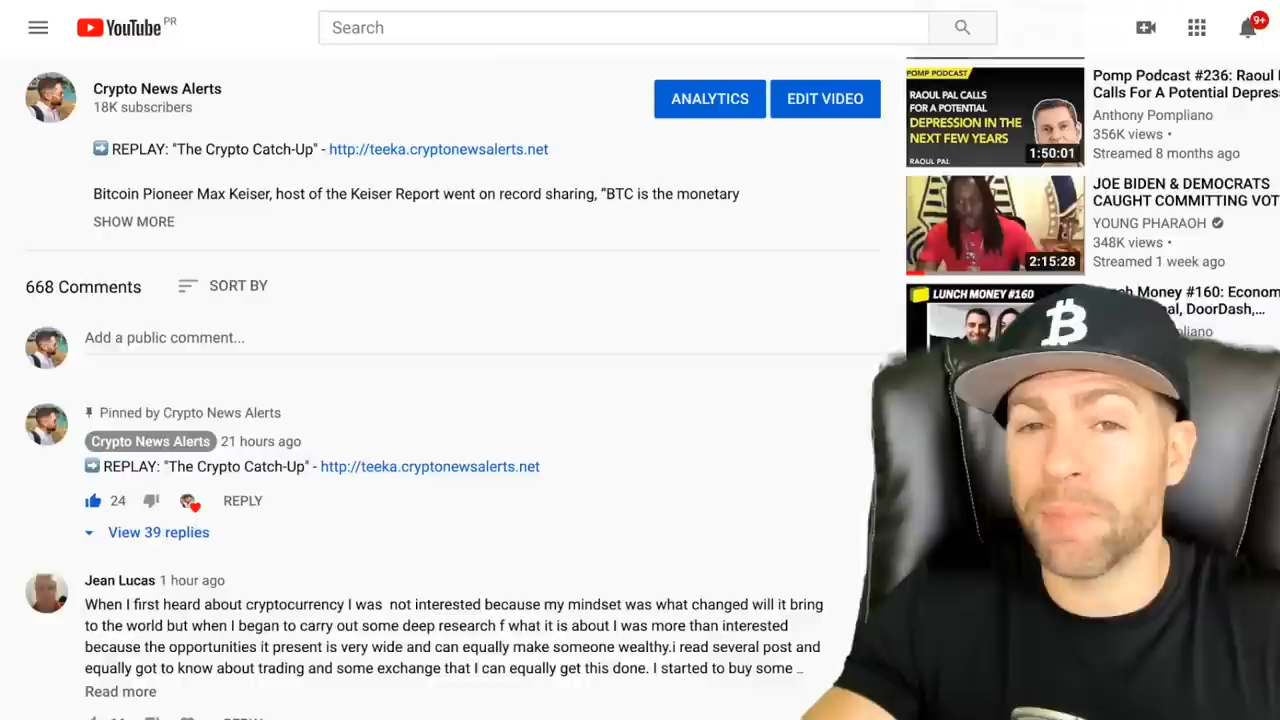 YouTube PR
Search
9+
Crypto News Alerts
18K subscribers
ANALYTICS
EDIT VIDEO
REPLAY: "The Crypto Catch-Up" - http://teeka.cryptonewsalerts.net
Bitcoin Pioneer Max Keiser, host of the Keiser Report went on record sharing, “BTC is the monetary
SHOW MORE
668 Comments
SORT BY
Add a public comment...
Pinned by Crypto News Alerts
Crypto News Alerts 21 hours ago
REPLAY: "The Crypto Catch-Up" - http://teeka.cryptonewsalerts.net
24
REPLY
View 39 replies
Jean Lucas 1 hour ago
When I first heard about cryptocurrency I was not interested because my mindset was what changed will it bring
to the world but when I began to carry out some deep research f what it is about I was more than interested
because the opportunities it present is very wide and can equally make someone wealthy.i read several post and
equally got to know about trading and some exchange that I can equally get this done. I started to buy some ...
Read more
POMP PODCAST
RAOUL PAL CALLS
FOR A POTENTIAL
DEPRESSION IN THE
NEXT FEW YEARS
RAOUL PAL
1:50:01
Pomp Podcast #236: Raoul
Calls For A Potential Depres
Anthony Pompliano
356K views •
Streamed 8 months ago
2:15:28
JOE BIDEN & DEMOCRATS
CAUGHT COMMITTING VOT
YOUNG PHARAOH
348K views •
Streamed 1 week ago
LUNCH MONEY #160
Money #160: Econom
DoorDash,...
B